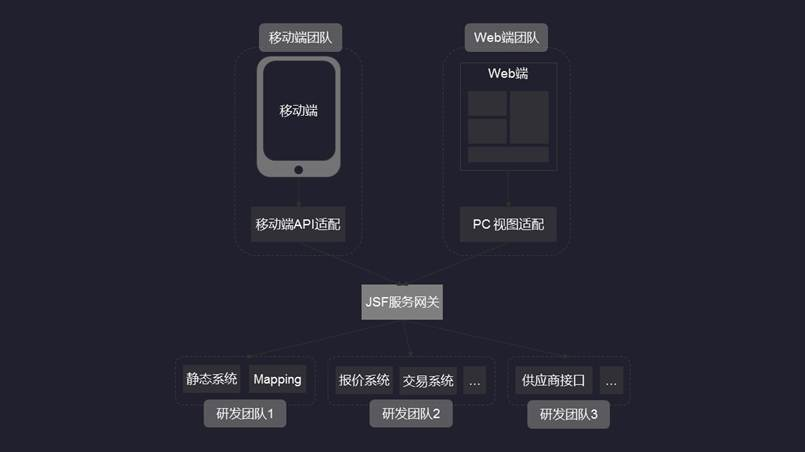 移动端团队
Web端团队
移动端
Web端
移动端API适配
PC 视图适配
JSF服务网关
静态系统
Mapping
报价系统
交易系统
...
供应商接口
...
研发团队1
研发团队2
研发团队3